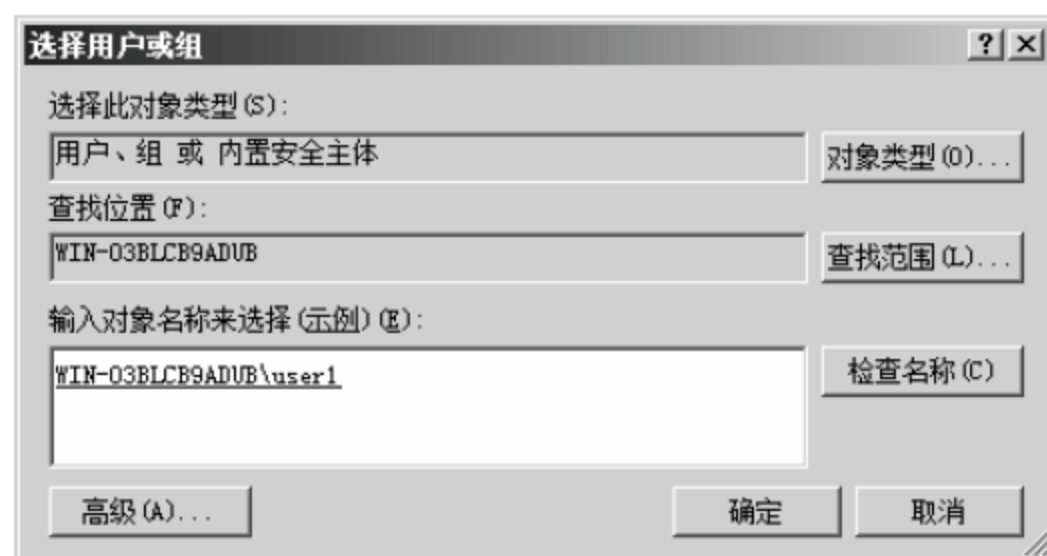 选择用户或组
选择此对象类型(S):
用户、组 或 内置安全主体
对象类型(O)...
查找位置(F):
WIN-O3BLCB9ADUB
查找范围(L)...
输入对象名称来选择(示例)(E):
WIN-O3BLCB9ADUB\user1
检查名称(C)
高级(A)...
确定
取消